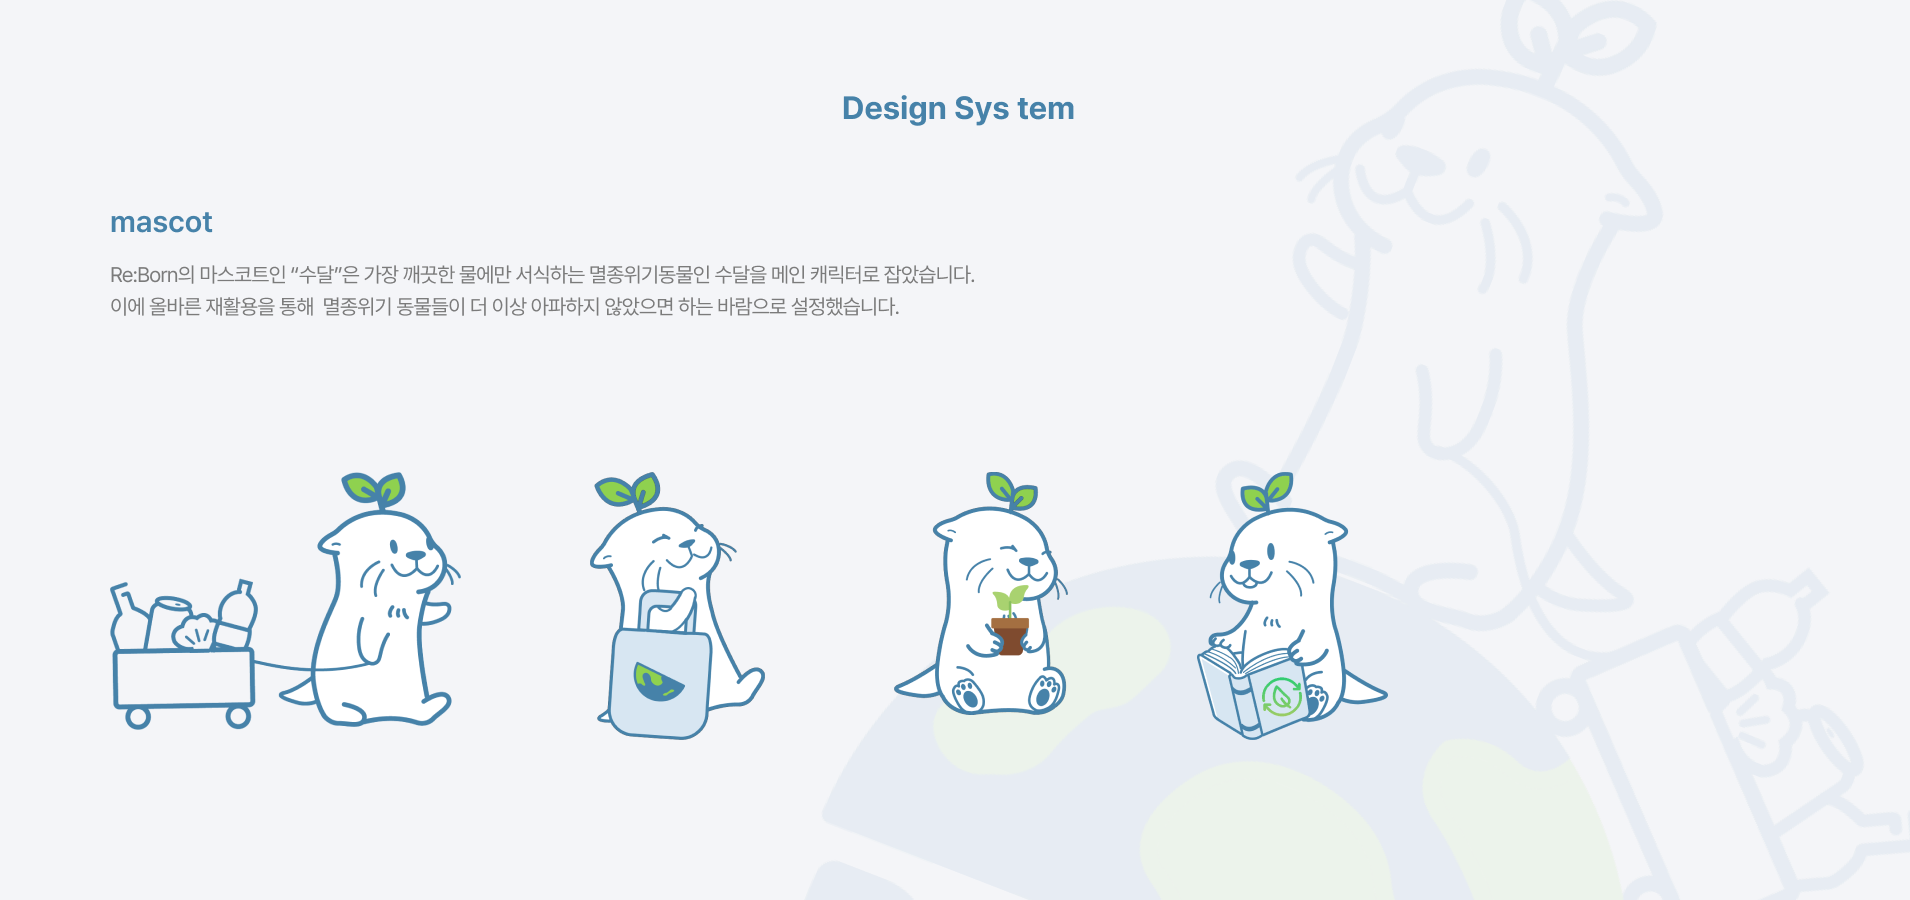 Design Sys tem
mascot
Re:Born의 마스코트인 “수달”은 가장 깨끗한 물에만 서식하는 멸종위기동물인 수달을 메인 캐릭터로 잡았습니다.
이에 올바른 재활용을 통해  멸종위기 동물들이 더 이상 아파하지 않았으면 하는 바람으로 설정했습니다.